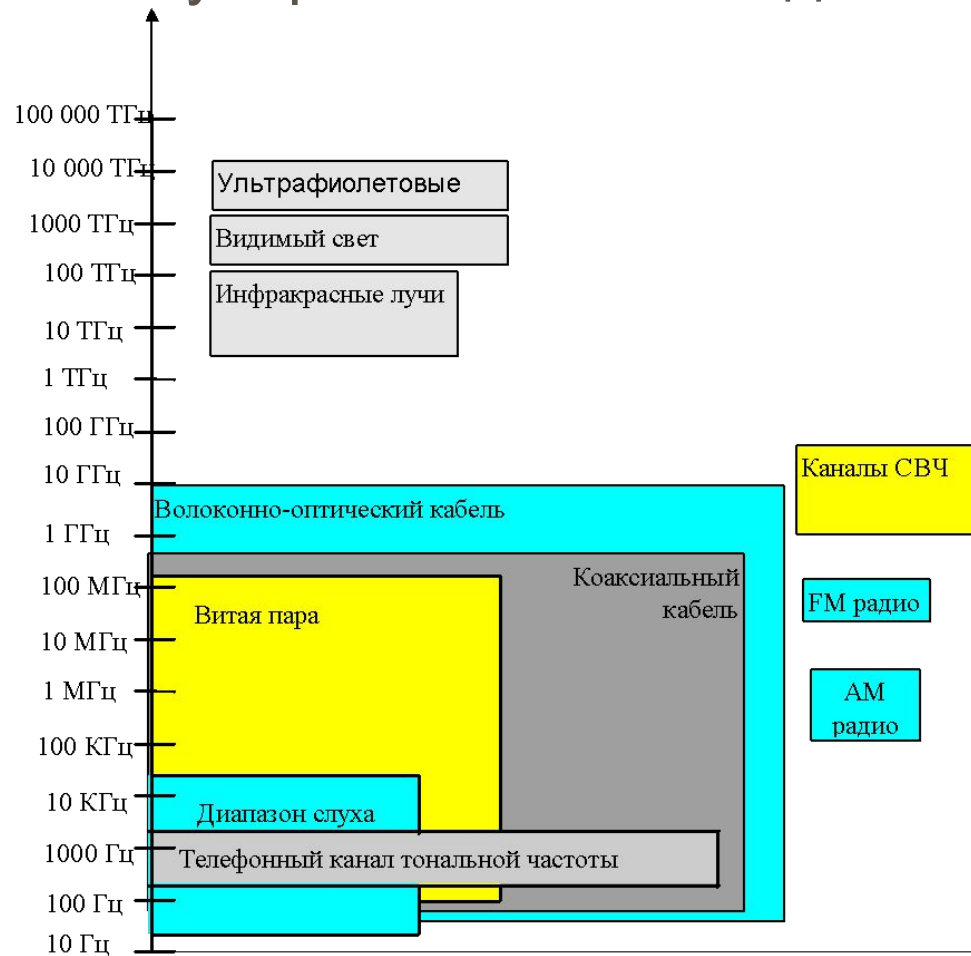 100 000 ТГц
10 000 ТГц
1000 ТГц
100 ТГц
10 ТГц
1 ТГц
100 ГГц
10 ГГц
1 ГГц
100 МГц
10 МГц
1 МГц
100 КГц
10 КГц
1000 Гц
100 Гц
10 Гц
Ультрафиолетовые
Видимый свет
Инфракрасные лучи
Каналы СВЧ
Волоконно-оптический кабель
Коаксиальный
кабель
Витая пара
FM радио
АМ
радио
Диапазон слуха
Телефонный канал тональной частоты